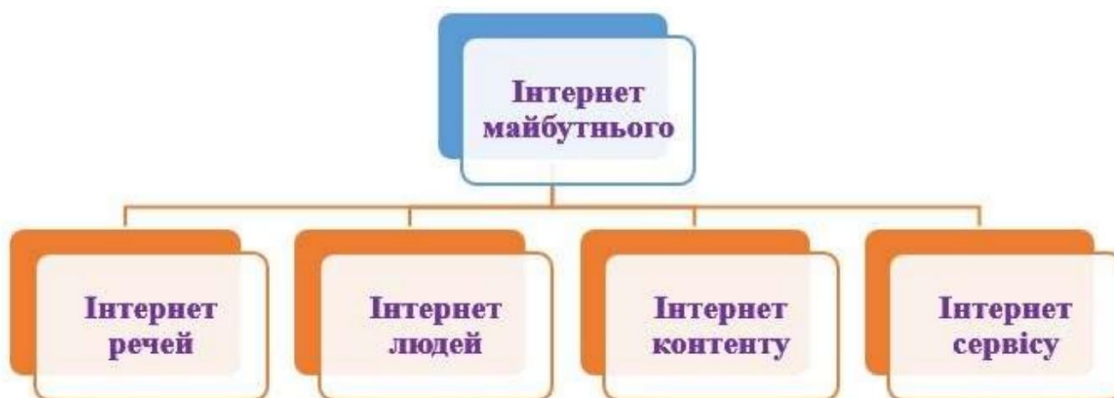 Інтернет
майбутнього
Інтернет
речей
Інтернет
людей
Інтернет
контенту
Інтернет
сервісу